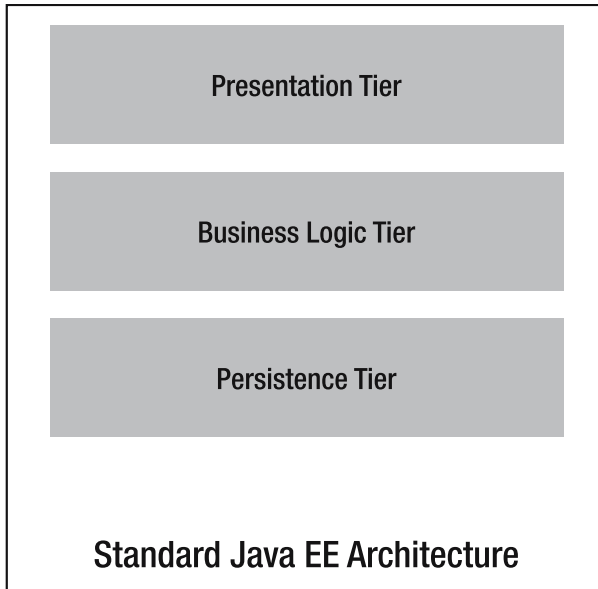 Presentation Tier
Business Logic Tier
Persistence Tier
Standard Java EE Architecture